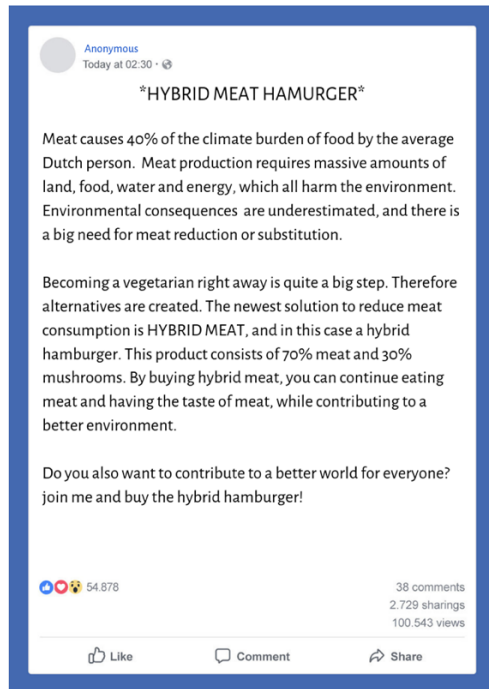 Anonymous
Today at 02:30 ·
*HYBRID MEAT HAMURGER*
Meat causes 40% of the climate burden of food by the average
Dutch person. Meat production requires massive amounts of
land, food, water and energy, which all harm the environment.
Environmental consequences are underestimated, and there is
a big need for meat reduction or substitution.
Becoming a vegetarian right away is quite a big step. Therefore
alternatives are created. The newest solution to reduce meat
consumption is HYBRID MEAT, and in this case a hybrid
hamburger. This product consists of 70% meat and 30%
mushrooms. By buying hybrid meat, you can continue eating
meat and having the taste of meat, while contributing to a
better environment.
Do you also want to contribute to a better world for everyone?
join me and buy the hybrid hamburger!
54.878
38 comments
2.729 sharings
100.543 views
Like Comment Share